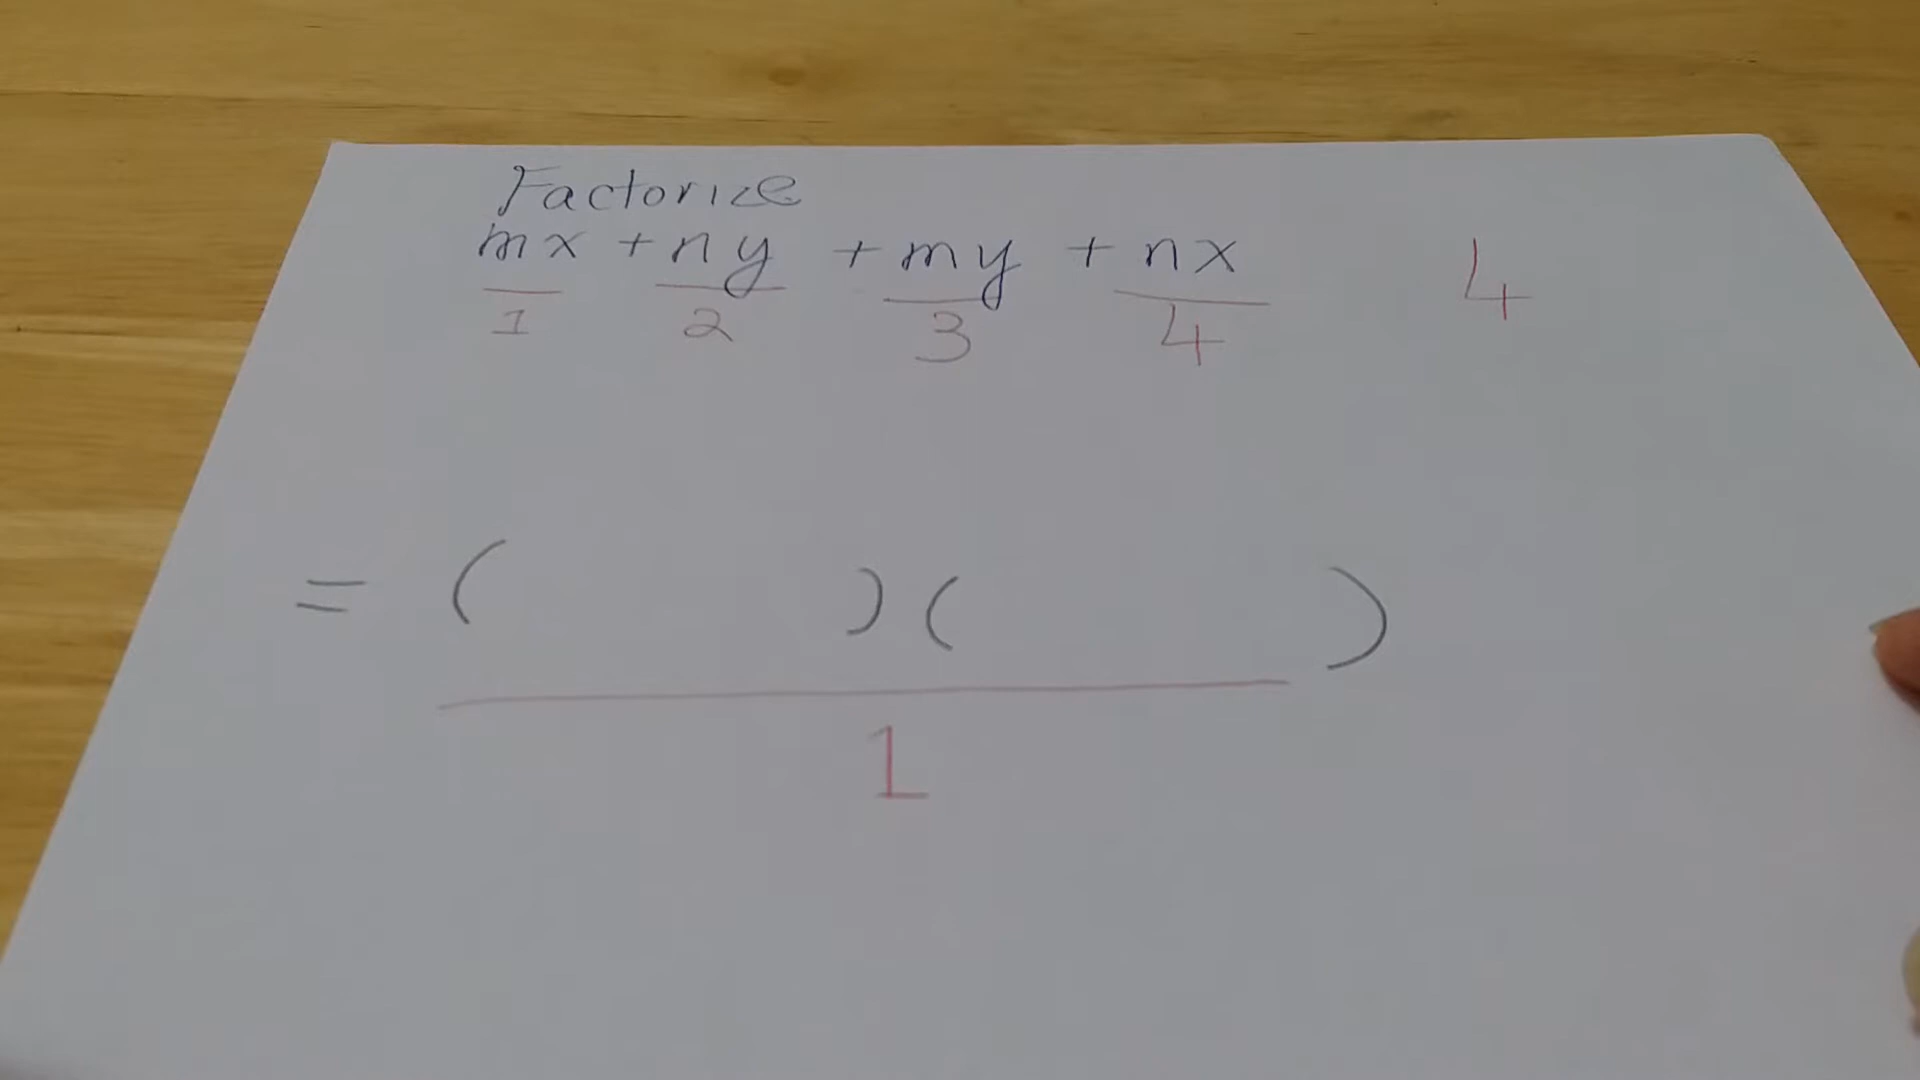 Factorize
mx + ny + my + nx 4
1 2 3 4
= ( ) ( )
1